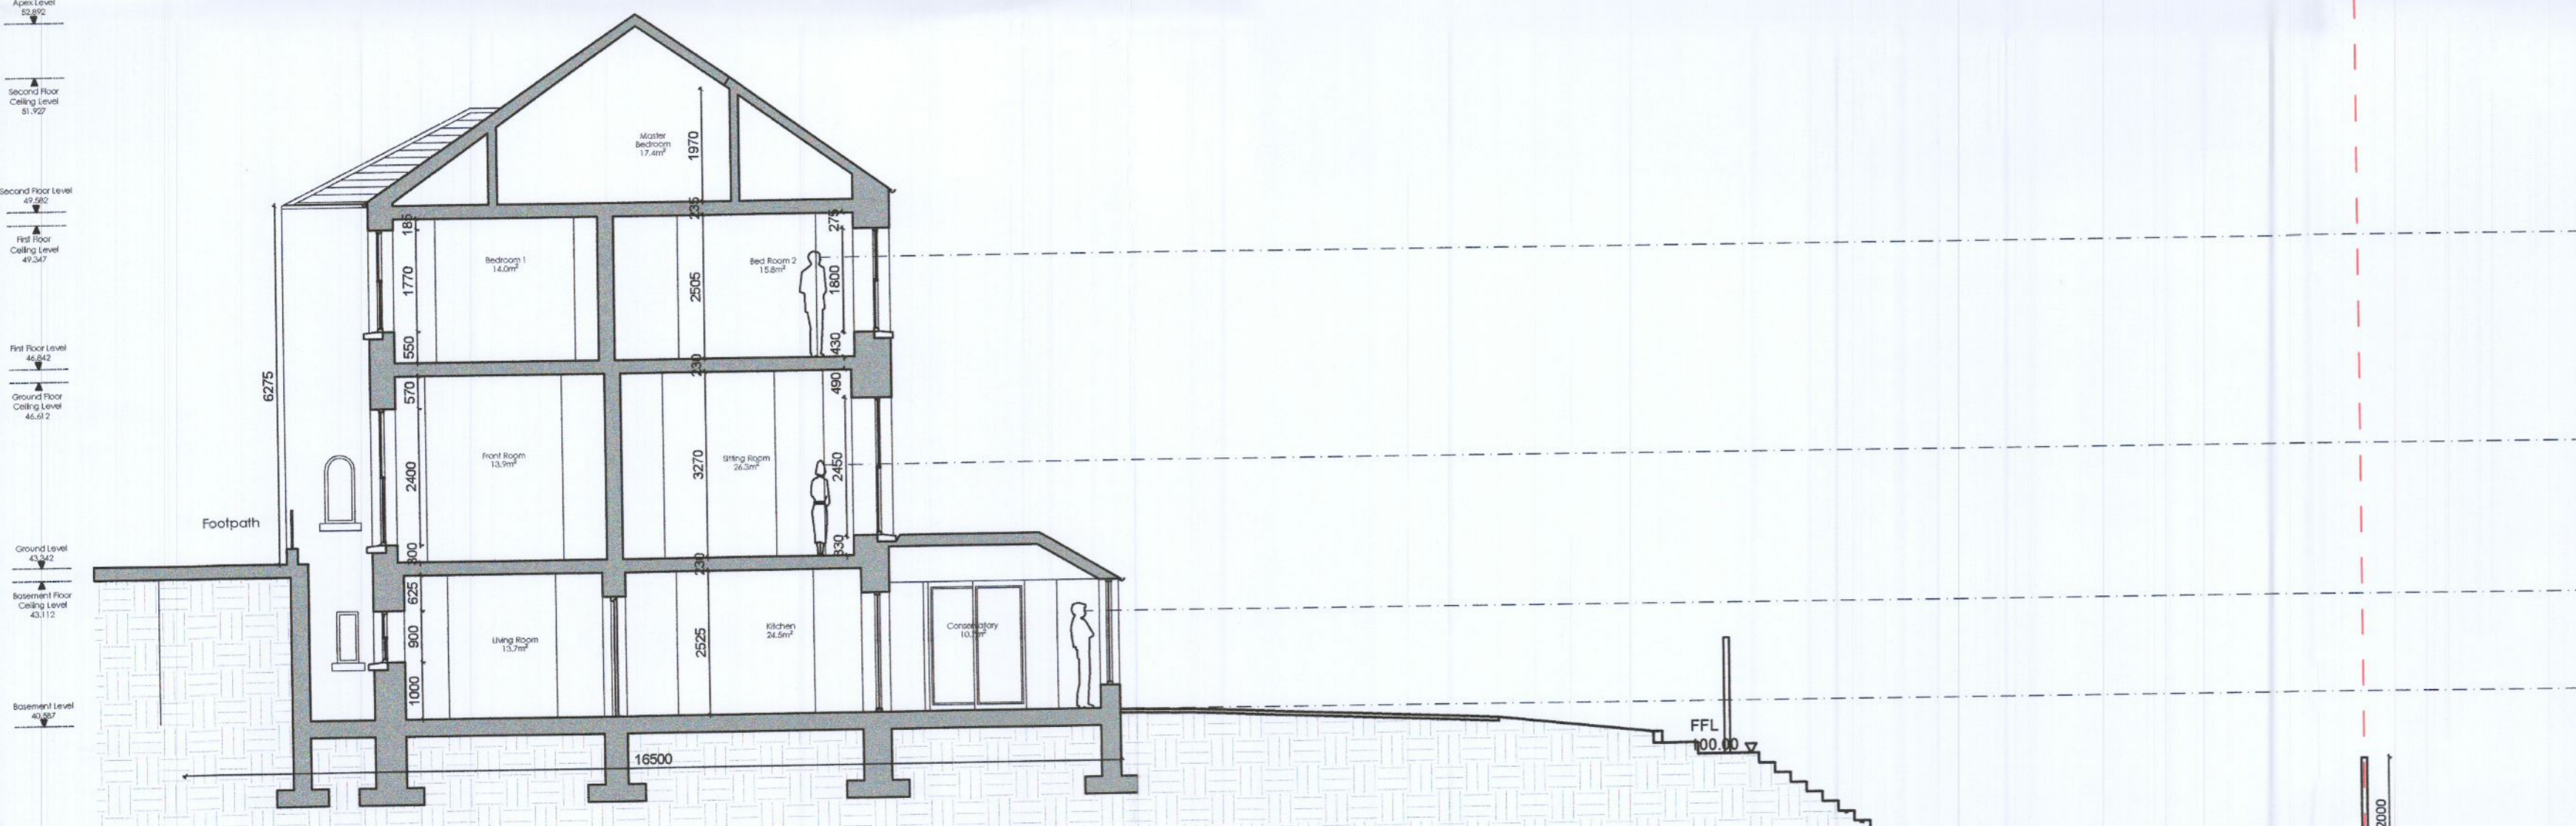 Apex Level
52.892
Second Floor
Ceiling Level
51.927
Second Floor Level
49.582
First Floor
Ceiling Level
49.347
First Floor Level
46.842
Ground Floor
Ceiling Level
46.612
Ground Level
43.342
Basement Floor
Ceiling Level
43.112
Basement Level
40.587
Footpath
6275
Master
Bedroom
17.4m²
1970
235
185
275
Bedroom 1
14.0m²
Bed Room 2
15.8m²
1770
2505
1800
550
430
230
570
490
Front Room
13.9m²
Sitting Room
26.3m²
2400
3270
2450
300
330
230
625
Living Room
13.7m²
Kitchen
24.5m²
Conservatory
900
2525
1000
16500
FFL
100.00
2000